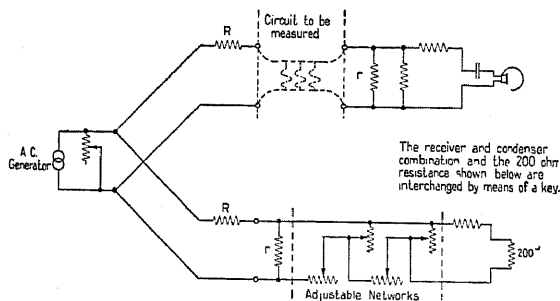 Circuit to be
measured
R
r
A.C.
Generator
The receiver and condenser
combination and the 200 ohm
resistance shown below are
interchanged by means of a key.
R
r
200ω
Adjustable Networks